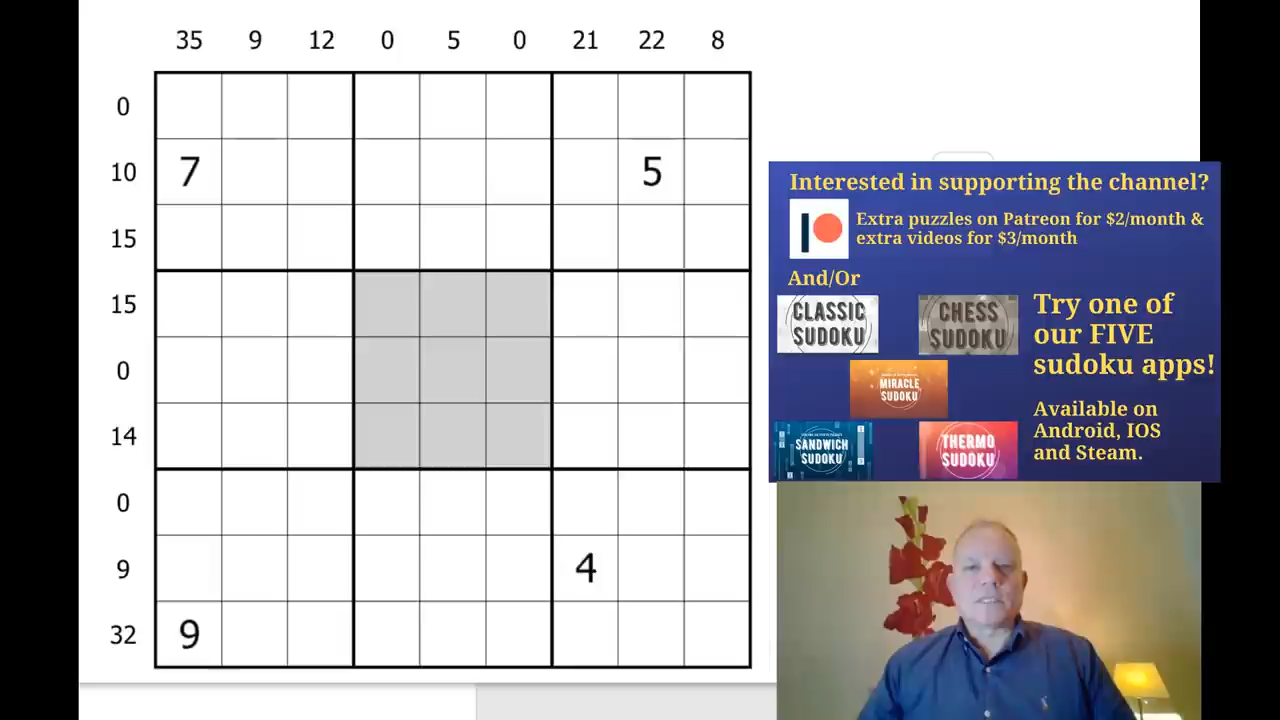 35 9 12 0 5 0 21 22 8
0
10 7 5
15
15
0
14
0
9 4
32 9
Interested in supporting the channel?
Extra puzzles on Patreon for $2/month &
extra videos for $3/month
And/Or
CLASSIC
SUDOKU
CHESS
SUDOKU
MIRACLE
SUDOKU
SANDWICH
SUDOKU
THERMO
SUDOKU
Try one of
our FIVE
sudoku apps!
Available on
Android, IOS
and Steam.